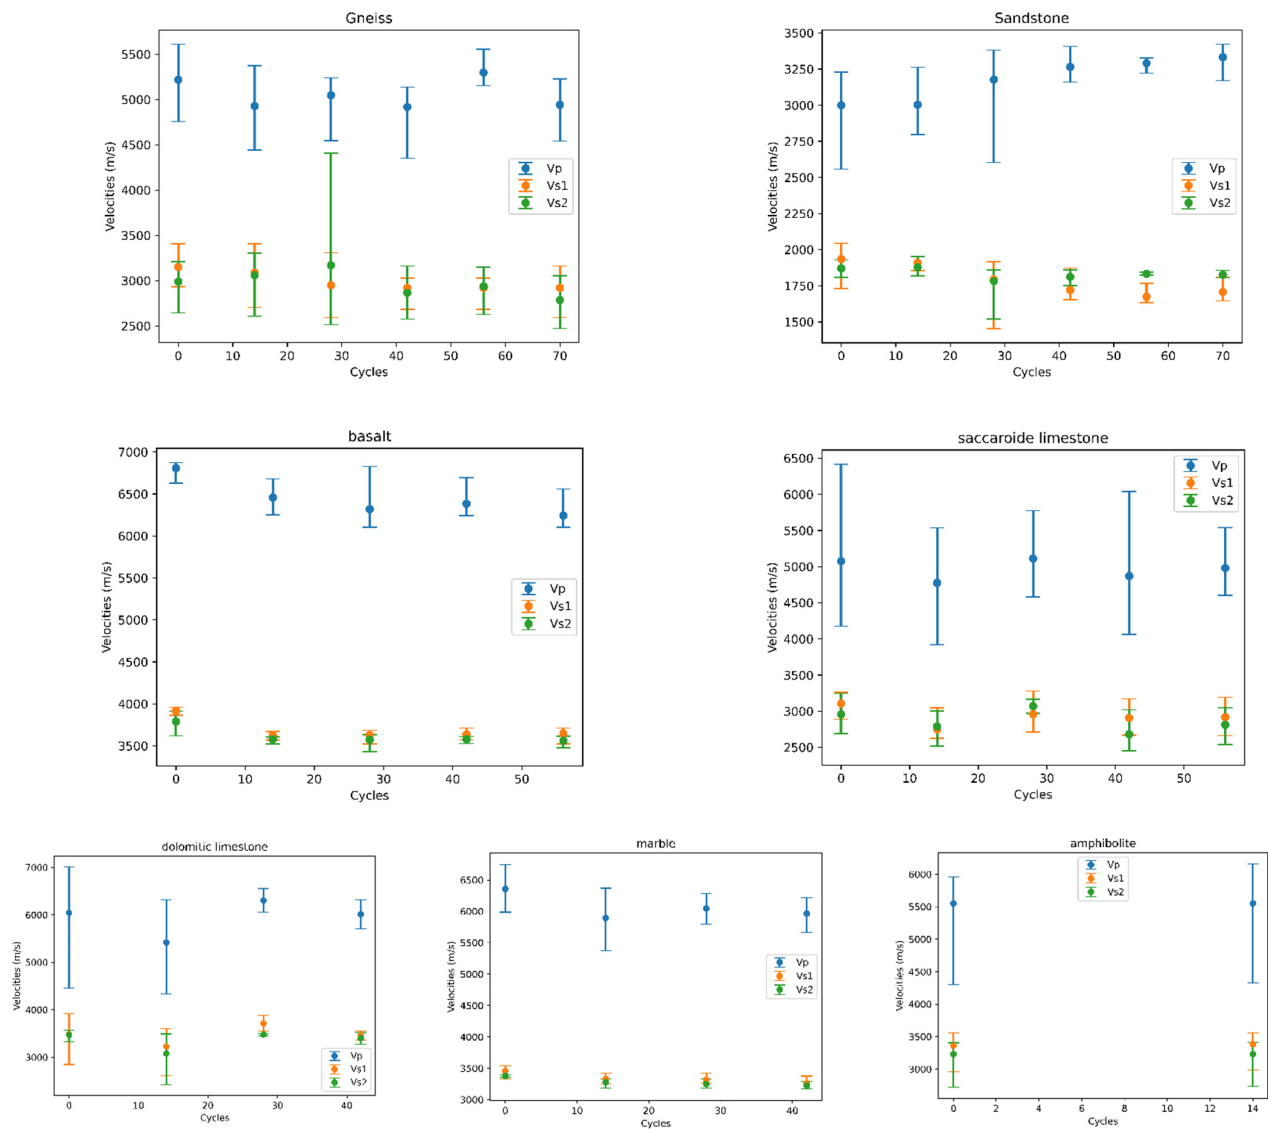 Gneiss
5500
5000
4500
4000
3500
3000
2500
Velocities (m/s)
Vp
Vs1
Vs2
0 10 20 30 40 50 60 70
Cycles
Sandstone
3500
3250
3000
2750
2500
2250
2000
1750
1500
Velocities (m/s)
Vp
Vs1
Vs2
0 10 20 30 40 50 60 70
Cycles
basalt
7000
6500
6000
5500
5000
4500
4000
3500
Velocities (m/s)
Vp
Vs1
Vs2
0 10 20 30 40 50
Cycles
saccaroide limestone
6500
6000
5500
5000
4500
4000
3500
3000
2500
Velocities (m/s)
Vp
Vs1
Vs2
0 10 20 30 40 50
Cycles
dolomitic limestone
7000
6000
5000
4000
3000
Velocities (m/s)
Vp
Vs1
Vs2
0 10 20 30 40
Cycles
marble
6500
6000
5500
5000
4500
4000
3500
3000
Velocities (m/s)
Vp
Vs1
Vs2
0 10 20 30 40
Cycles
amphibolite
6000
5500
5000
4500
4000
3500
3000
Velocities (m/s)
Vp
Vs1
Vs2
0 2 4 6 8 10 12 14
Cycles